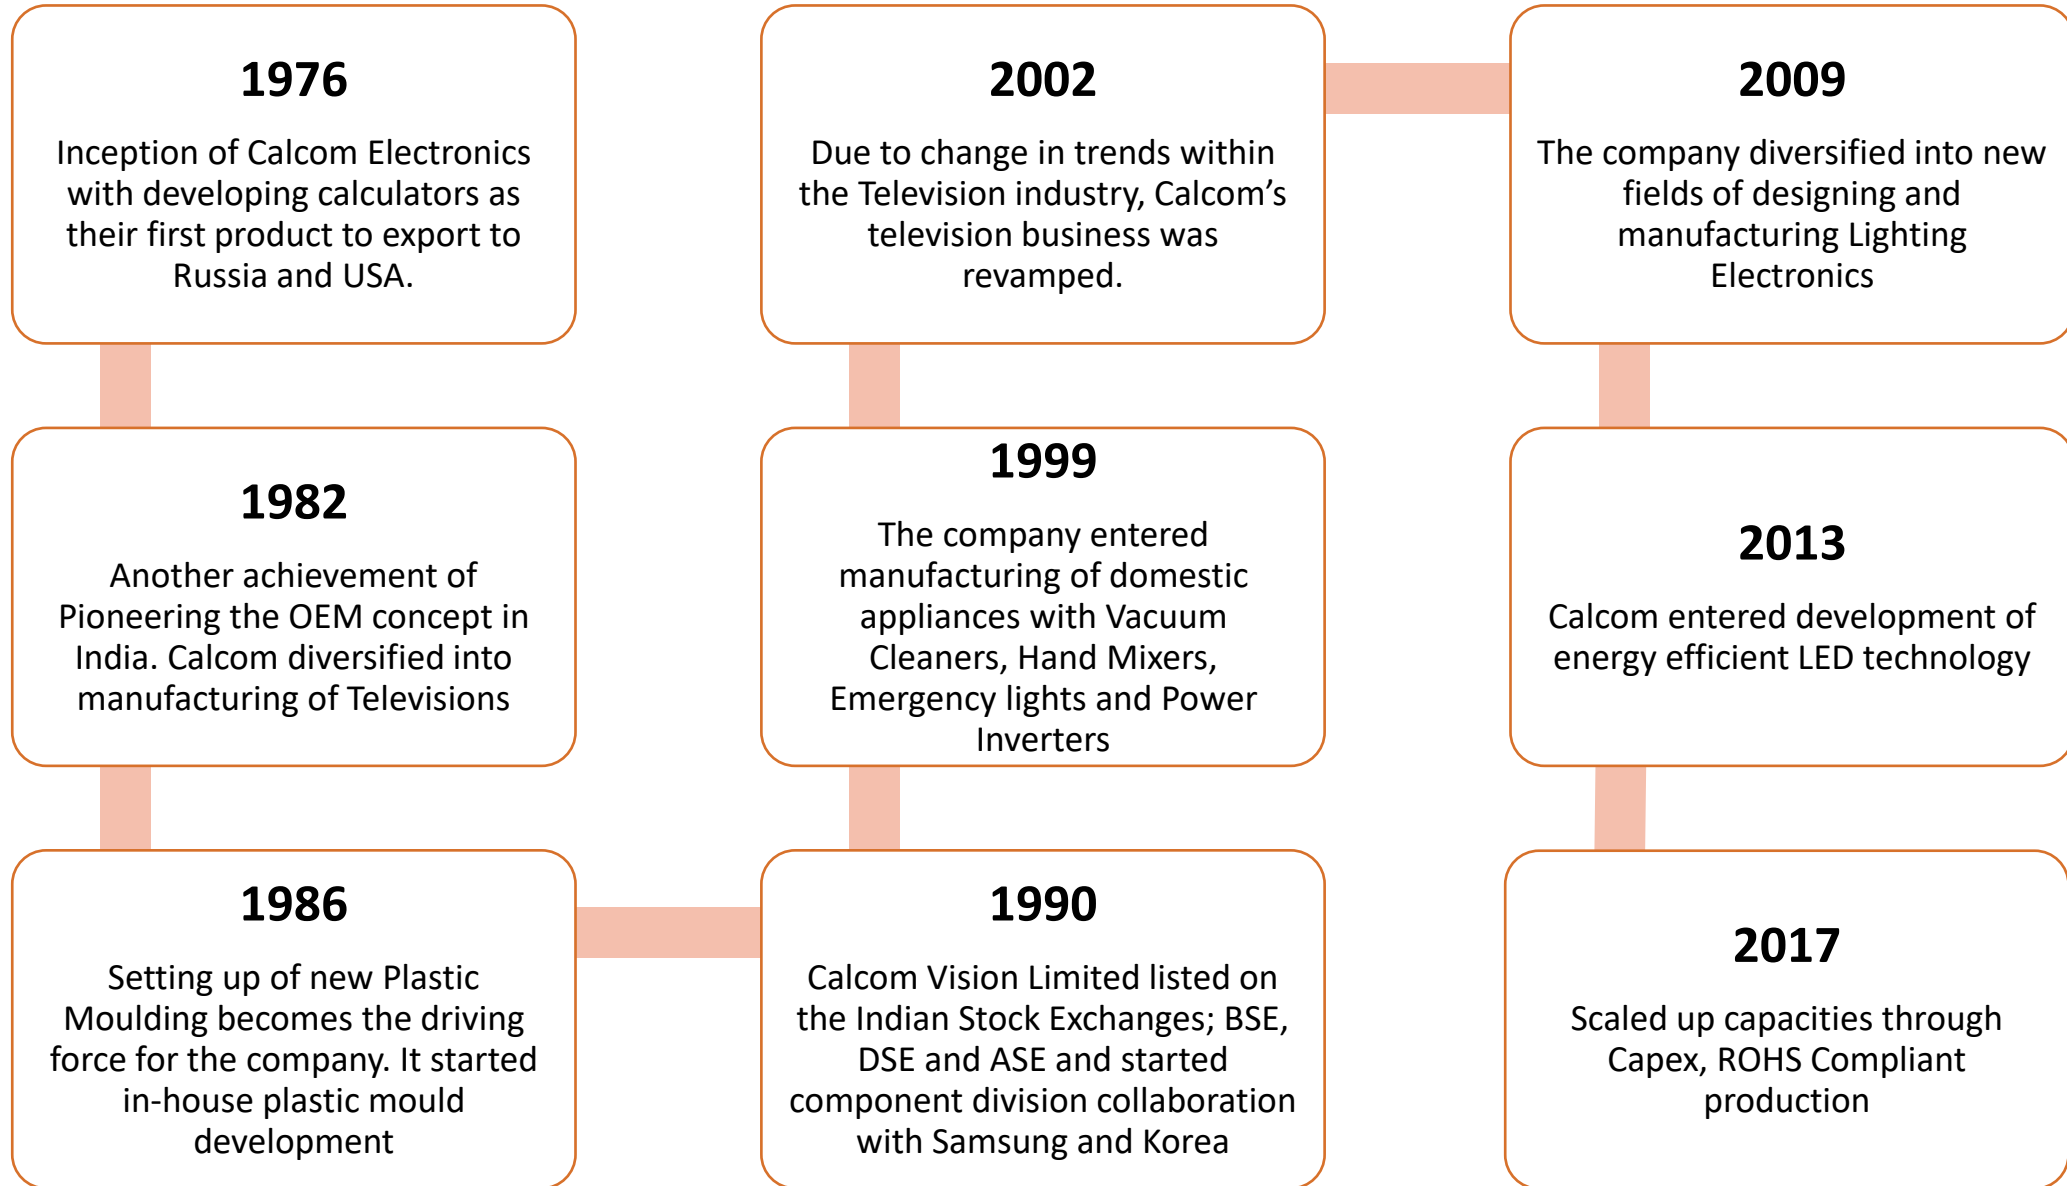 1976
Inception of Calcom Electronics
with developing calculators as
their first product to export to
Russia and USA.
1982
Another achievement of
Pioneering the OEM concept in
India. Calcom diversified into
manufacturing of Televisions
1986
Setting up of new Plastic
Moulding becomes the driving
force for the company. It started
in-house plastic mould
development
1990
Calcom Vision Limited listed on
the Indian Stock Exchanges; BSE,
DSE and ASE and started
component division collaboration
with Samsung and Korea
1999
The company entered
manufacturing of domestic
appliances with Vacuum
Cleaners, Hand Mixers,
Emergency lights and Power
Inverters
2002
Due to change in trends within
the Television industry, Calcom’s
television business was
revamped.
2009
The company diversified into new
fields of designing and
manufacturing Lighting
Electronics
2013
Calcom entered development of
energy efficient LED technology
2017
Scaled up capacities through
Capex, ROHS Compliant
production